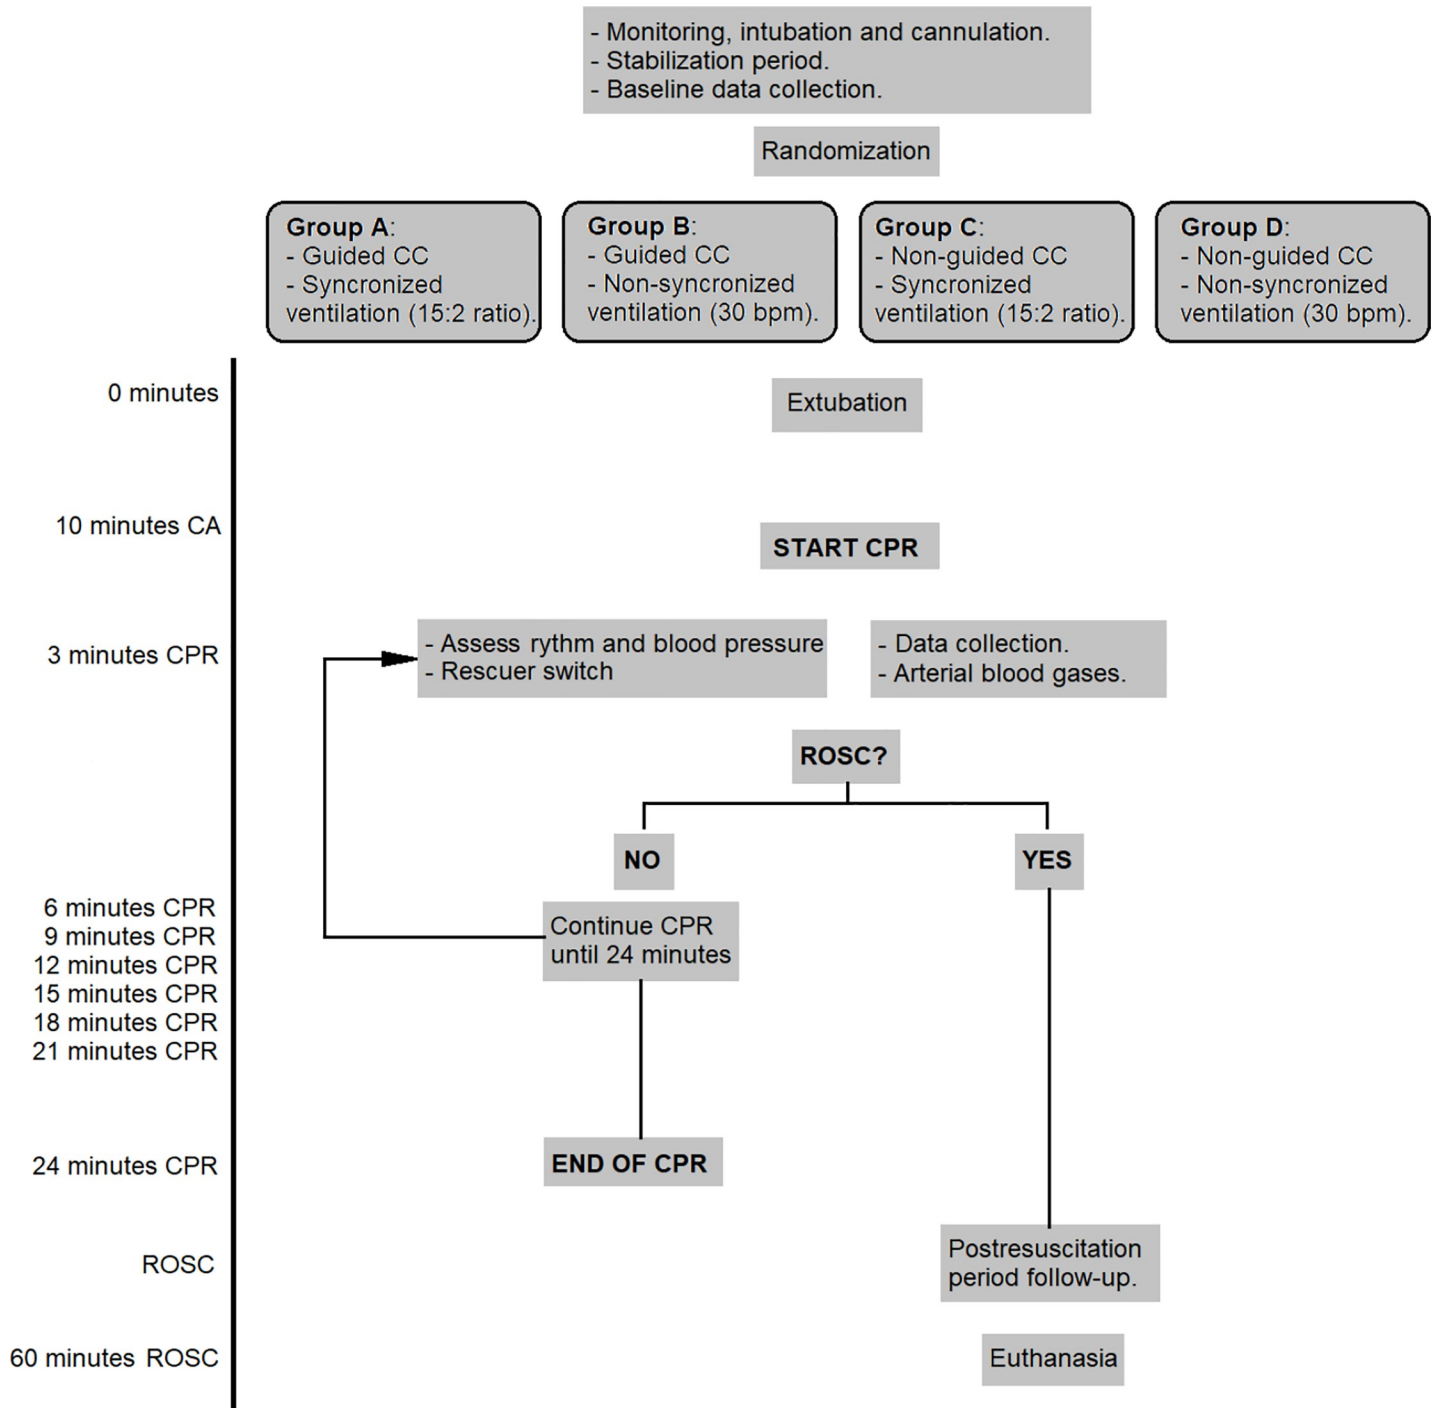 - Monitoring, intubation and cannulation.
- Stabilization period.
- Baseline data collection.
Randomization
Group A:
- Guided CC
- Syncronized
ventilation (15:2 ratio).
Group B:
- Guided CC
- Non-syncronized
ventilation (30 bpm).
Group C:
- Non-guided CC
- Syncronized
ventilation (15:2 ratio).
Group D:
- Non-guided CC
- Non-syncronized
ventilation (30 bpm).
0 minutes
Extubation
10 minutes CA
START CPR
3 minutes CPR
- Assess rythm and blood pressure
- Rescuer switch
- Data collection.
- Arterial blood gases.
ROSC?
NO
YES
6 minutes CPR
9 minutes CPR
12 minutes CPR
15 minutes CPR
18 minutes CPR
21 minutes CPR
Continue CPR
until 24 minutes
24 minutes CPR
END OF CPR
ROSC
Postresuscitation
period follow-up.
60 minutes ROSC
Euthanasia